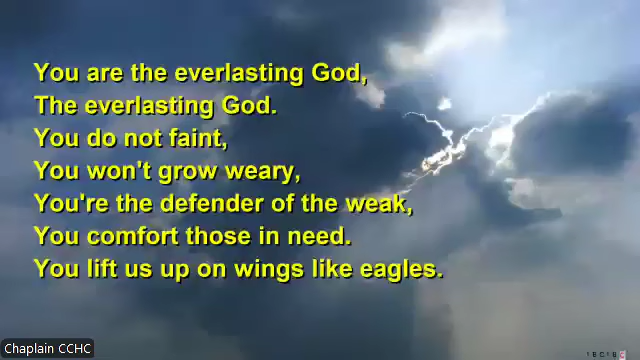 You are the everlasting God,
The everlasting God.
You do not faint,
You won't grow weary,
You're the defender of the weak,
You comfort those in need.
You lift us up on wings like eagles.
Chaplain CCHC